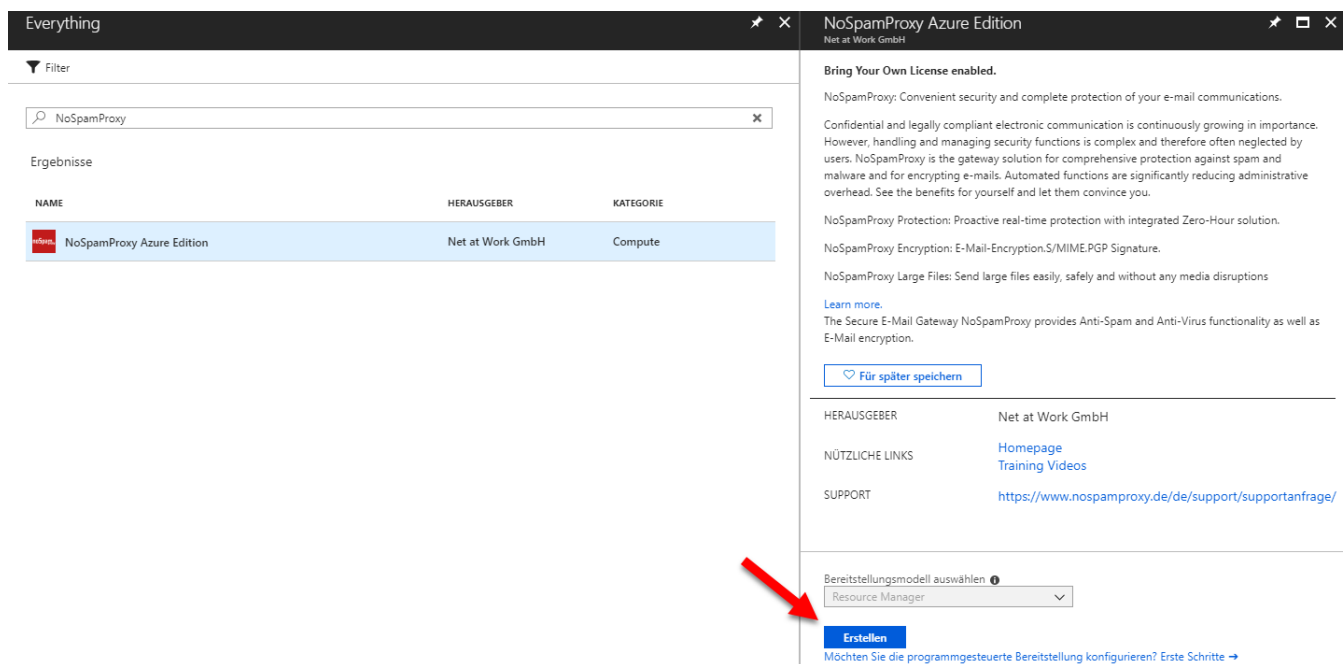 Everything
Filter
NoSpamProxy
Ergebnisse
NAME HERAUSGEBER KATEGORIE
NoSpamProxy Azure Edition Net at Work GmbH Compute
NoSpamProxy Azure Edition
Net at Work GmbH
Bring Your Own License enabled.
NoSpamProxy: Convenient security and complete protection of your e-mail communications.
Confidential and legally compliant electronic communication is continuously growing in importance.
However, handling and managing security functions is complex and therefore often neglected by
users. NoSpamProxy is the gateway solution for comprehensive protection against spam and
malware and for encrypting e-mails. Automated functions are significantly reducing administrative
overhead. See the benefits for yourself and let them convince you.
NoSpamProxy Protection: Proactive real-time protection with integrated Zero-Hour solution.
NoSpamProxy Encryption: E-Mail-Encryption.S/MIME.PGP Signature.
NoSpamProxy Large Files: Send large files easily, safely and without any media disruptions
Learn more.
The Secure E-Mail Gateway NoSpamProxy provides Anti-Spam and Anti-Virus functionality as well as
E-Mail encryption.
Für später speichern
HERAUSGEBER Net at Work GmbH
NÜTZLICHE LINKS Homepage
Training Videos
SUPPORT https://www.nospamproxy.de/de/support/supportanfrage/
Bereitstellungsmodell auswählen
Resource Manager
Erstellen
Möchten Sie die programmgesteuerte Bereitstellung konfigurieren? Erste Schritte →